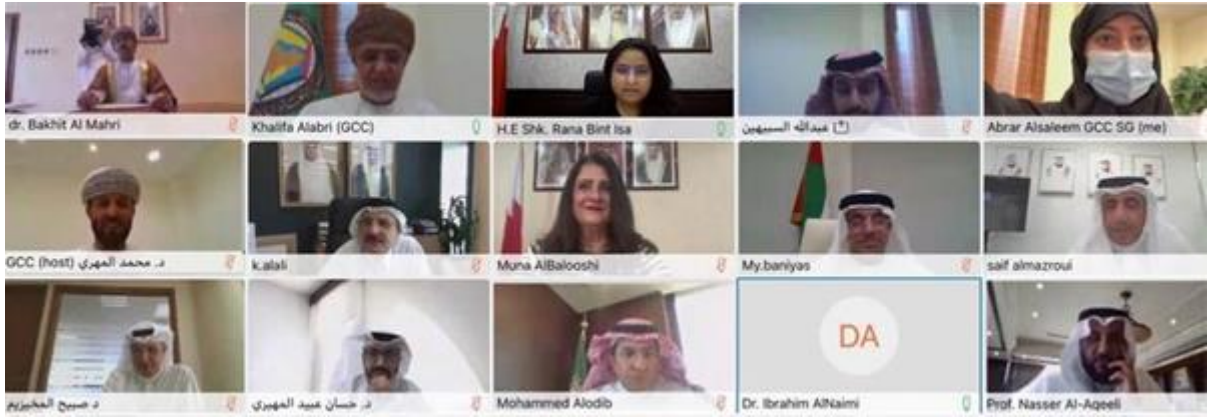 dr. Bakhit Al Mahri
Khalifa Alabri (GCC)
H.E Shk. Rana Bint Isa
عبدالله السبيهين
Abrar Alsaleem GCC SG (me)
GCC (host) د. محمد المهري
k.alali
Muna AlBalooshi
My.baniyas
saif almazroui
د صبيح المخيزيم
د. حسان عبيد المهيري
Mohammed Alodib
DA
Dr. Ibrahim AlNaimi
Prof. Nasser Al-Aqeeli